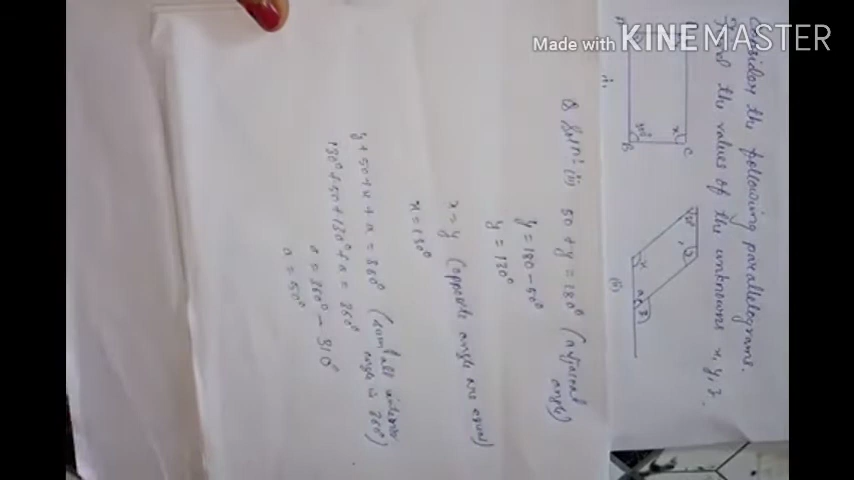 Made with KINEMASTER
Consider the following parallelograms.
Find the values of the unknowns x, y, z.
C
x
B
50°
y
x
a
z
(i)
(ii)
Q Soln: (ii) 50 + y = 180° (adjacent angle)
y = 180 - 50°
y = 130°
x = y (opposite angle are equal)
x = 130°
y + 50 + x + a = 360° (sum of all interior angle is 360°)
130° + 50 + 130° + a = 360°
a = 360° - 310°
a = 50°